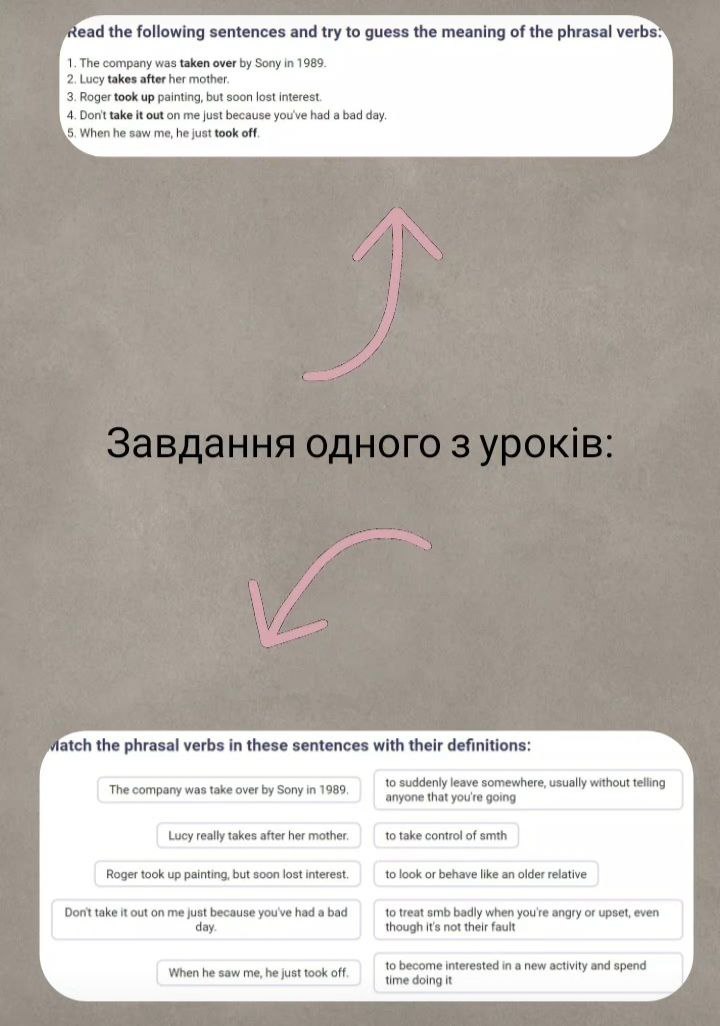 Read the following sentences and try to guess the meaning of the phrasal verbs:
1. The company was taken over by Sony in 1989.
2. Lucy takes after her mother.
3. Roger took up painting, but soon lost interest.
4. Don't take it out on me just because you've had a bad day.
5. When he saw me, he just took off.
Завдання одного з уроків:
Match the phrasal verbs in these sentences with their definitions:
The company was take over by Sony in 1989.
to suddenly leave somewhere, usually without telling
anyone that you're going
Lucy really takes after her mother.
to take control of smth
Roger took up painting, but soon lost interest.
to look or behave like an older relative
Don't take it out on me just because you've had a bad
day.
to treat smb badly when you're angry or upset, even
though it's not their fault
When he saw me, he just took off.
to become interested in a new activity and spend
time doing it